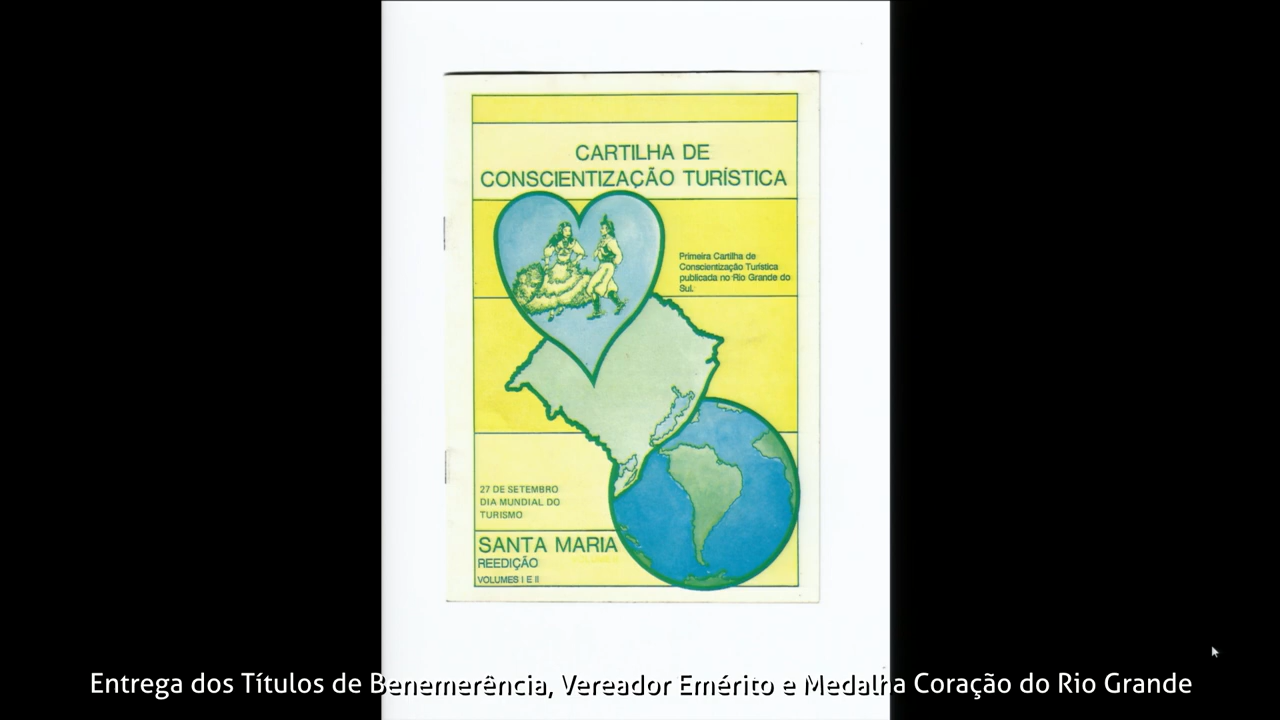 CARTILHA DE
CONSCIENTIZAÇÃO TURÍSTICA
Primeira Cartilha de
Conscientização Turística
publicada no Rio Grande do
Sul.
27 DE SETEMBRO
DIA MUNDIAL DO
TURISMO
SANTA MARIA
REEDIÇÃO
VOLUMES I E II
Entrega dos Títulos de Benemerência, Vereador Emérito e Medalha Coração do Rio Grande